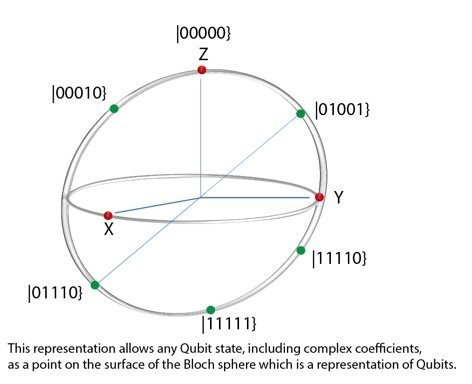 |00000}
Z
|00010}
|01001}
Y
X
|11110}
|01110}
|11111}
This representation allows any Qubit state, including complex coefficients,
as a point on the surface of the Bloch sphere which is a representation of Qubits.